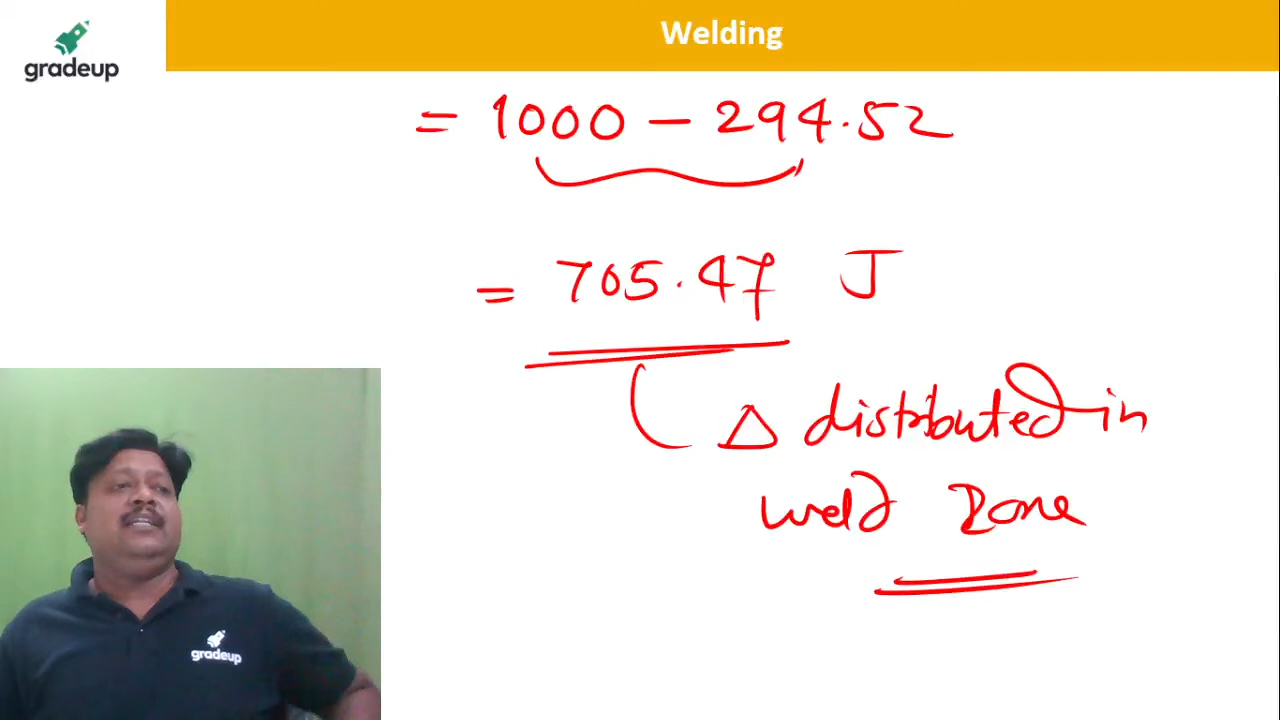 gradeup
Welding
= 1000 - 294.52
= 705.47 J
Δ distributed in
weld zone
gradeup